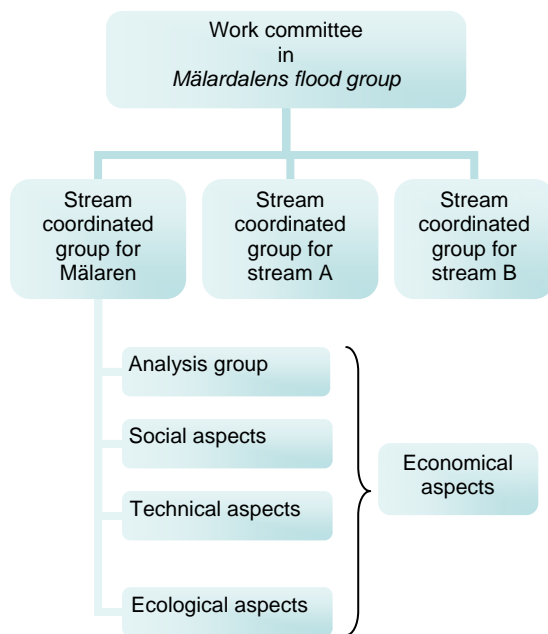 Work committee
in
Mälardalens flood group
Stream
coordinated
group for
Mälaren
Stream
coordinated
group for
stream A
Stream
coordinated
group for
stream B
Analysis group
Social aspects
Technical aspects
Ecological aspects
Economical
aspects